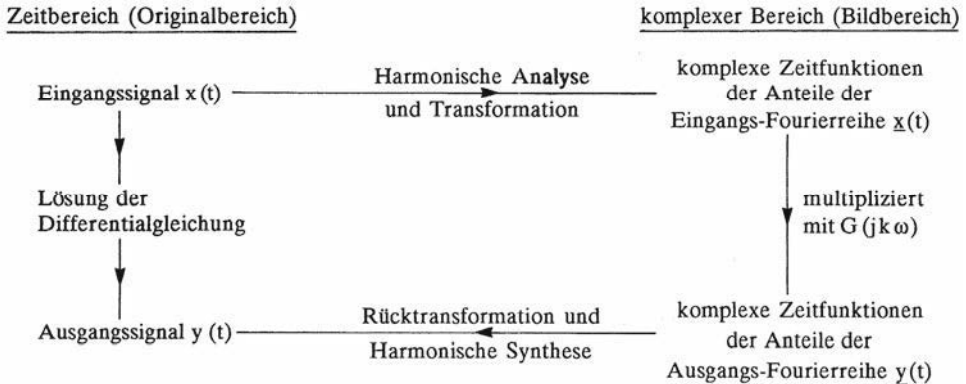 Zeitbereich (Originalbereich)
komplexer Bereich (Bildbereich)
Eingangssignal x(t)
Harmonische Analyse
und Transformation
komplexe Zeitfunktionen
der Anteile der
Eingangs-Fourierreihe x(t)
Lösung der
Differentialgleichung
multipliziert
mit G(jkω)
Ausgangssignal y(t)
Rücktransformation und
Harmonische Synthese
komplexe Zeitfunktionen
der Anteile der
Ausgangs-Fourierreihe y(t)